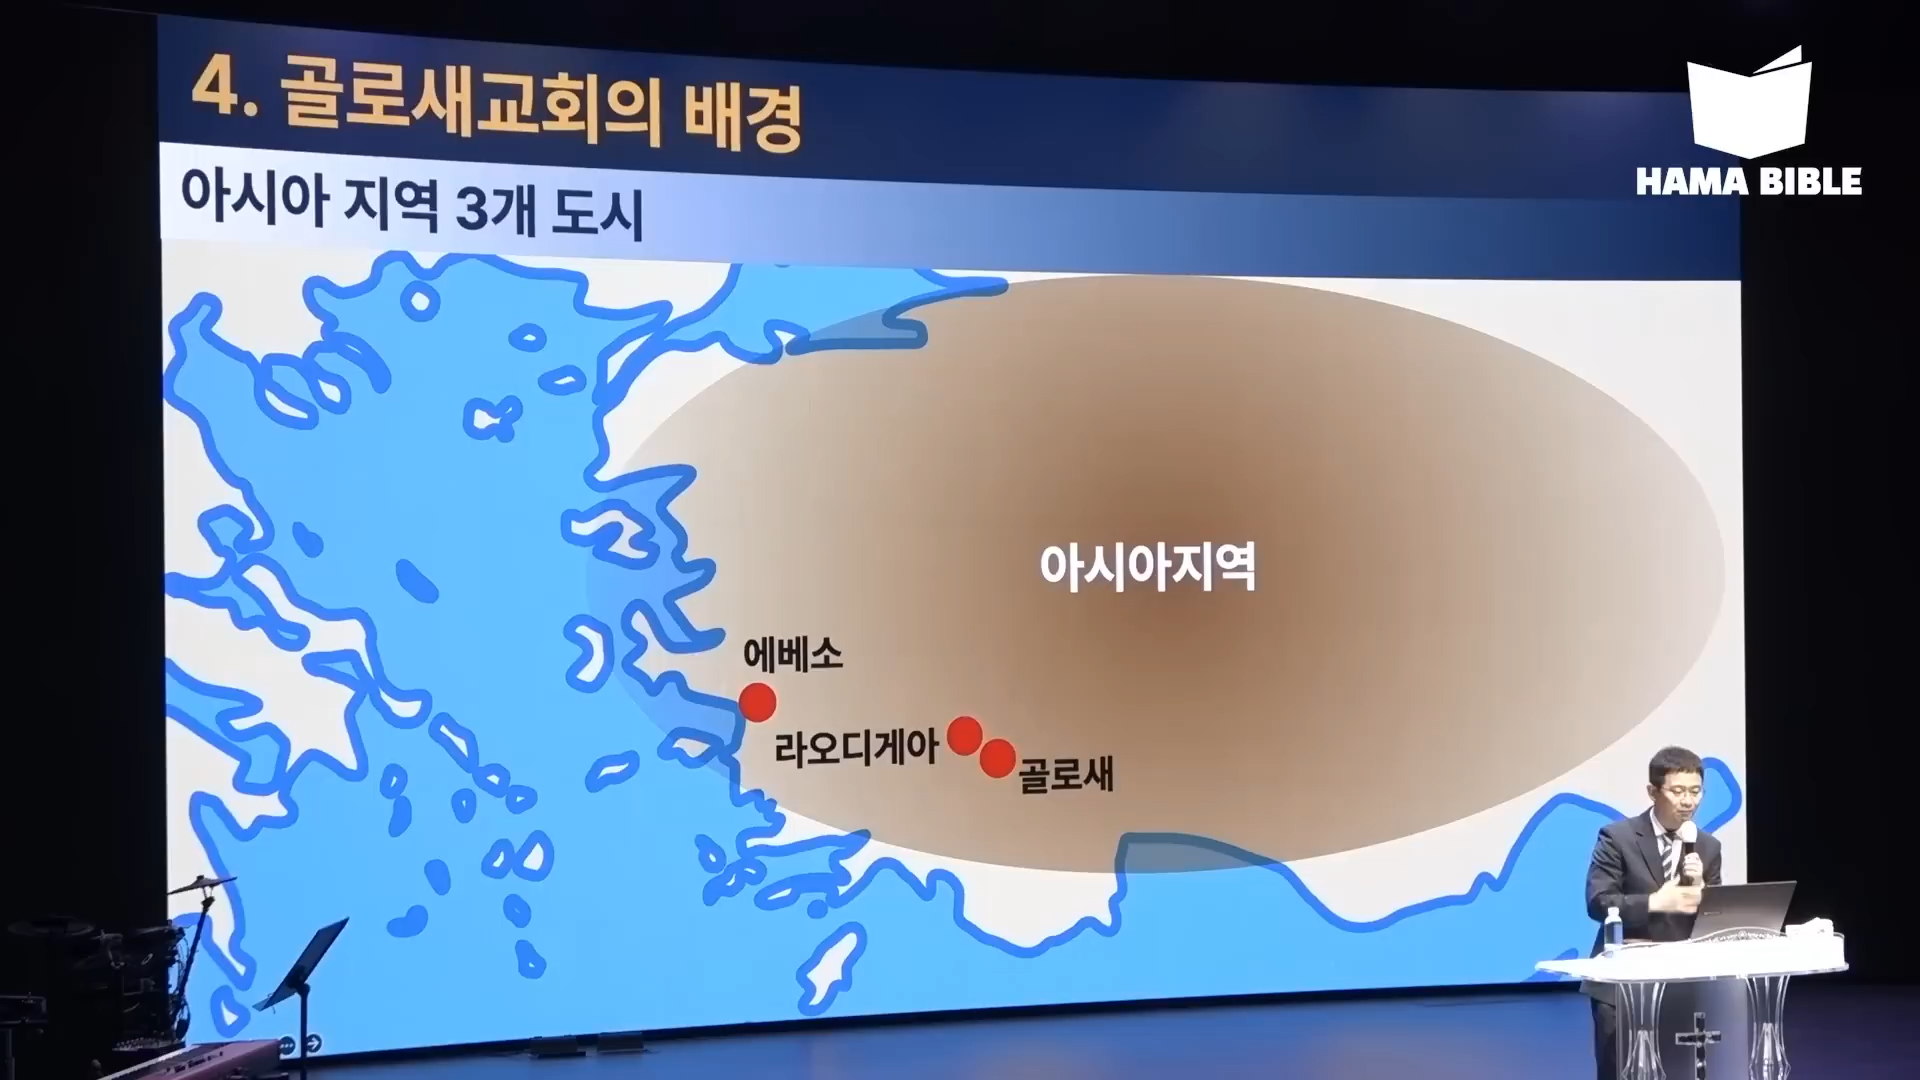 4. 골로새교회의 배경
HAMA BIBLE
아시아 지역 3개 도시
아시아지역
에베소
라오디게아
골로새